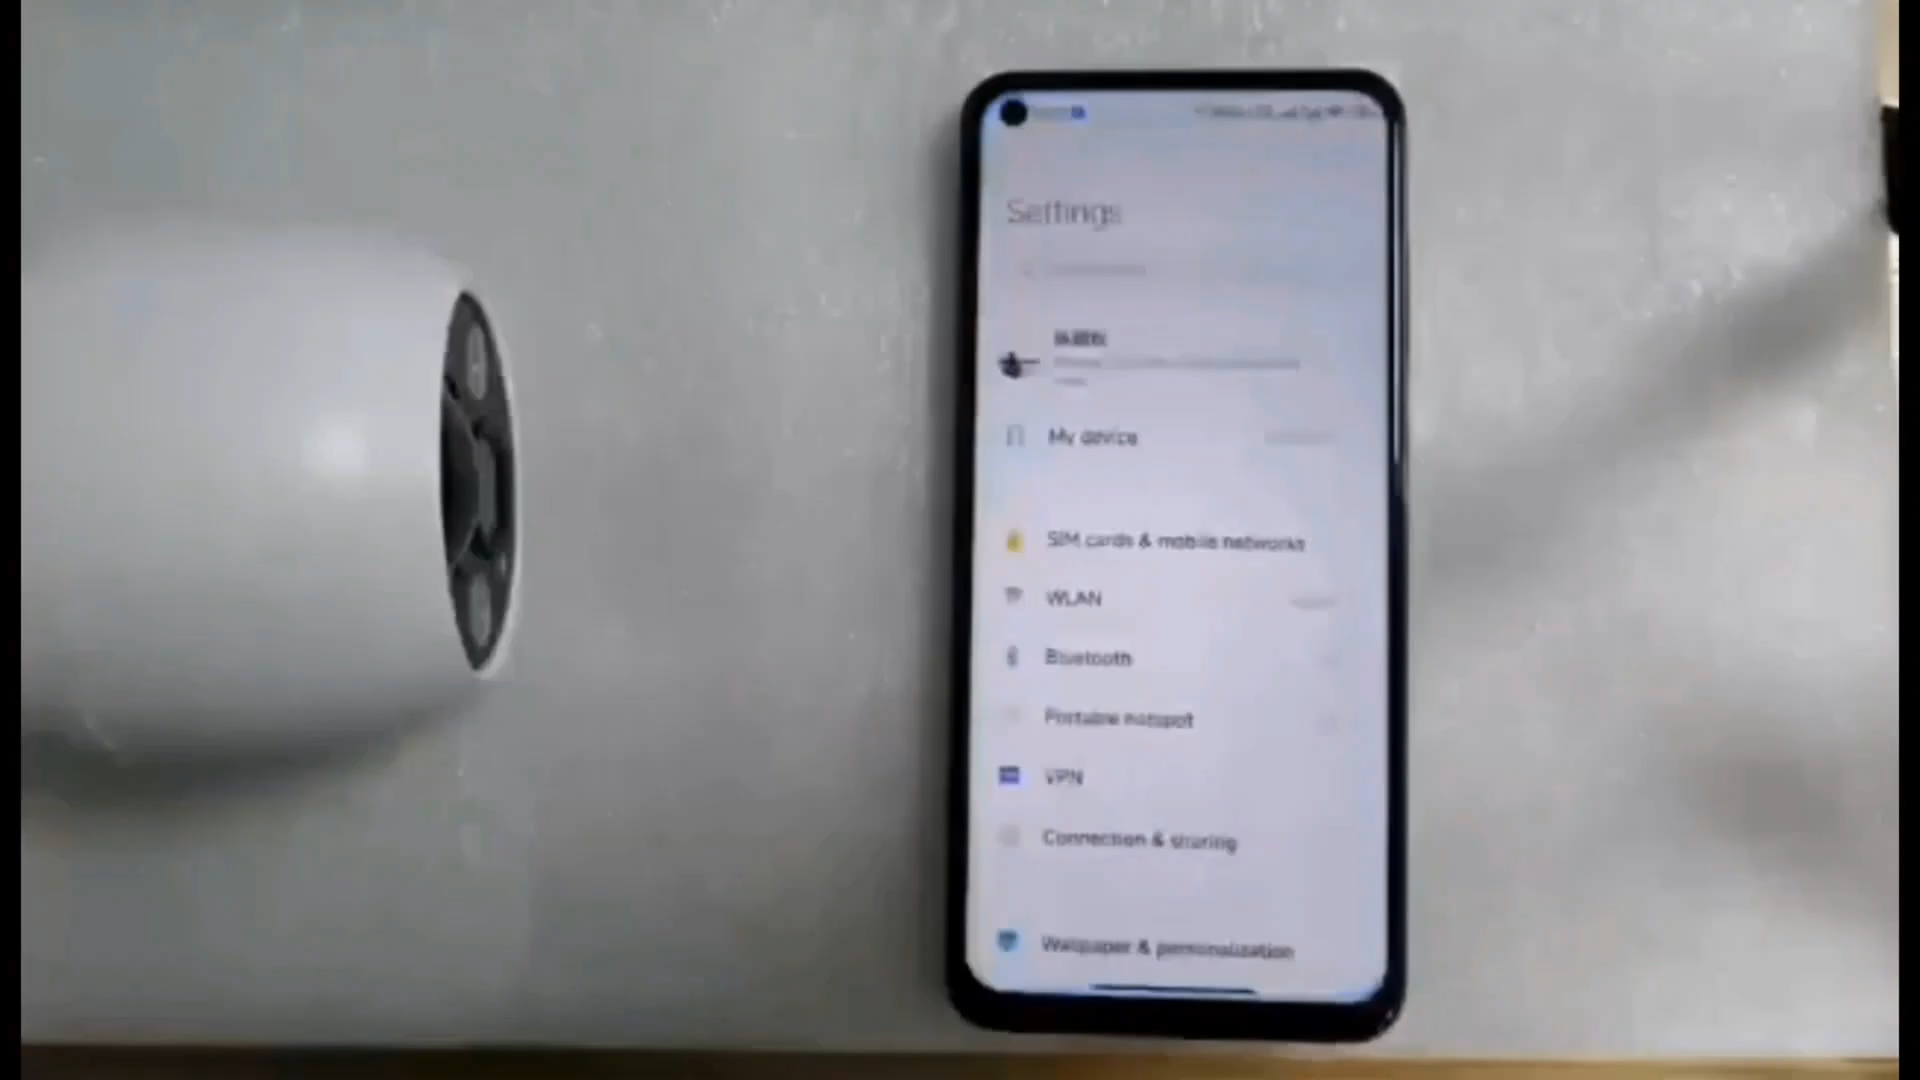 Settings
My device
SIM cards & mobile networks
WLAN
Bluetooth
Portable hotspot
VPN
Connection & sharing
Wallpaper & personalization